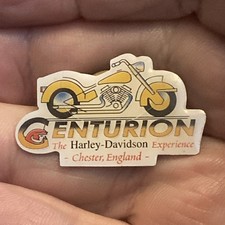 CENTURION
The Harley-Davidson Experience
- Chester, England -